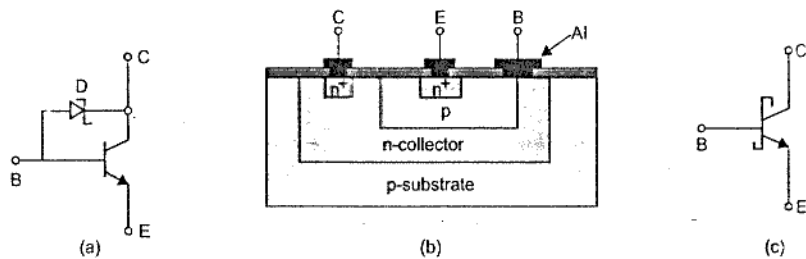 C
D
B
E
(a)
C E B
Al
n+ n+
p
n-collector
p-substrate
(b)
C
B
E
(c)